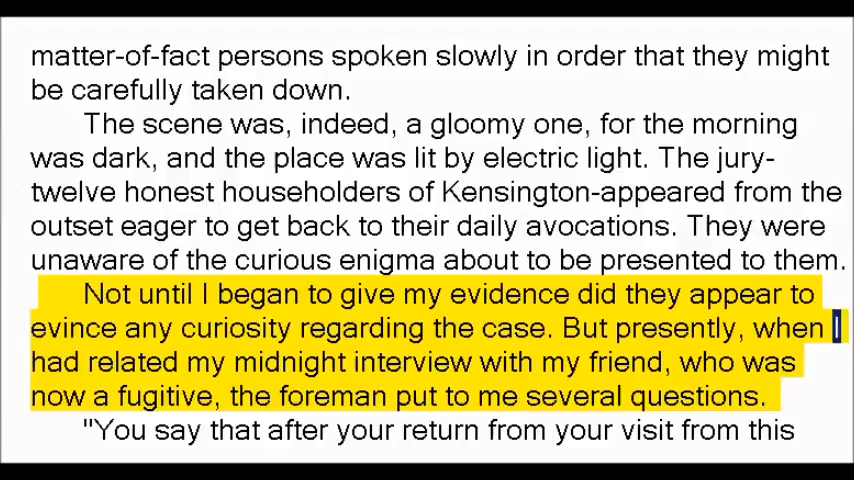 matter-of-fact persons spoken slowly in order that they might
be carefully taken down.
The scene was, indeed, a gloomy one, for the morning
was dark, and the place was lit by electric light. The jury-
twelve honest householders of Kensington-appeared from the
outset eager to get back to their daily avocations. They were
unaware of the curious enigma about to be presented to them.
Not until I began to give my evidence did they appear to
evince any curiosity regarding the case. But presently, when I
had related my midnight interview with my friend, who was
now a fugitive, the foreman put to me several questions.
"You say that after your return from your visit from this